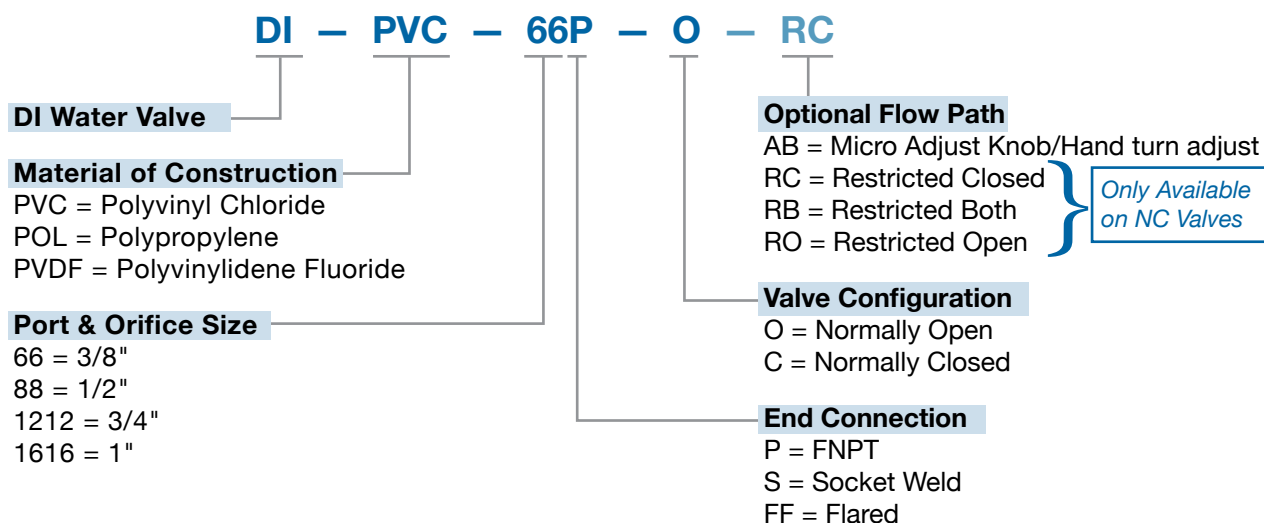 DI — PVC — 66P — O — RC
DI Water Valve
Material of Construction
PVC = Polyvinyl Chloride
POL = Polypropylene
PVDF = Polyvinylidene Fluoride
Port & Orifice Size
66 = 3/8"
88 = 1/2"
1212 = 3/4"
1616 = 1"
Optional Flow Path
AB = Micro Adjust Knob/Hand turn adjust
RC = Restricted Closed
RB = Restricted Both
RO = Restricted Open
Only Available
on NC Valves
Valve Configuration
O = Normally Open
C = Normally Closed
End Connection
P = FNPT
S = Socket Weld
FF = Flared